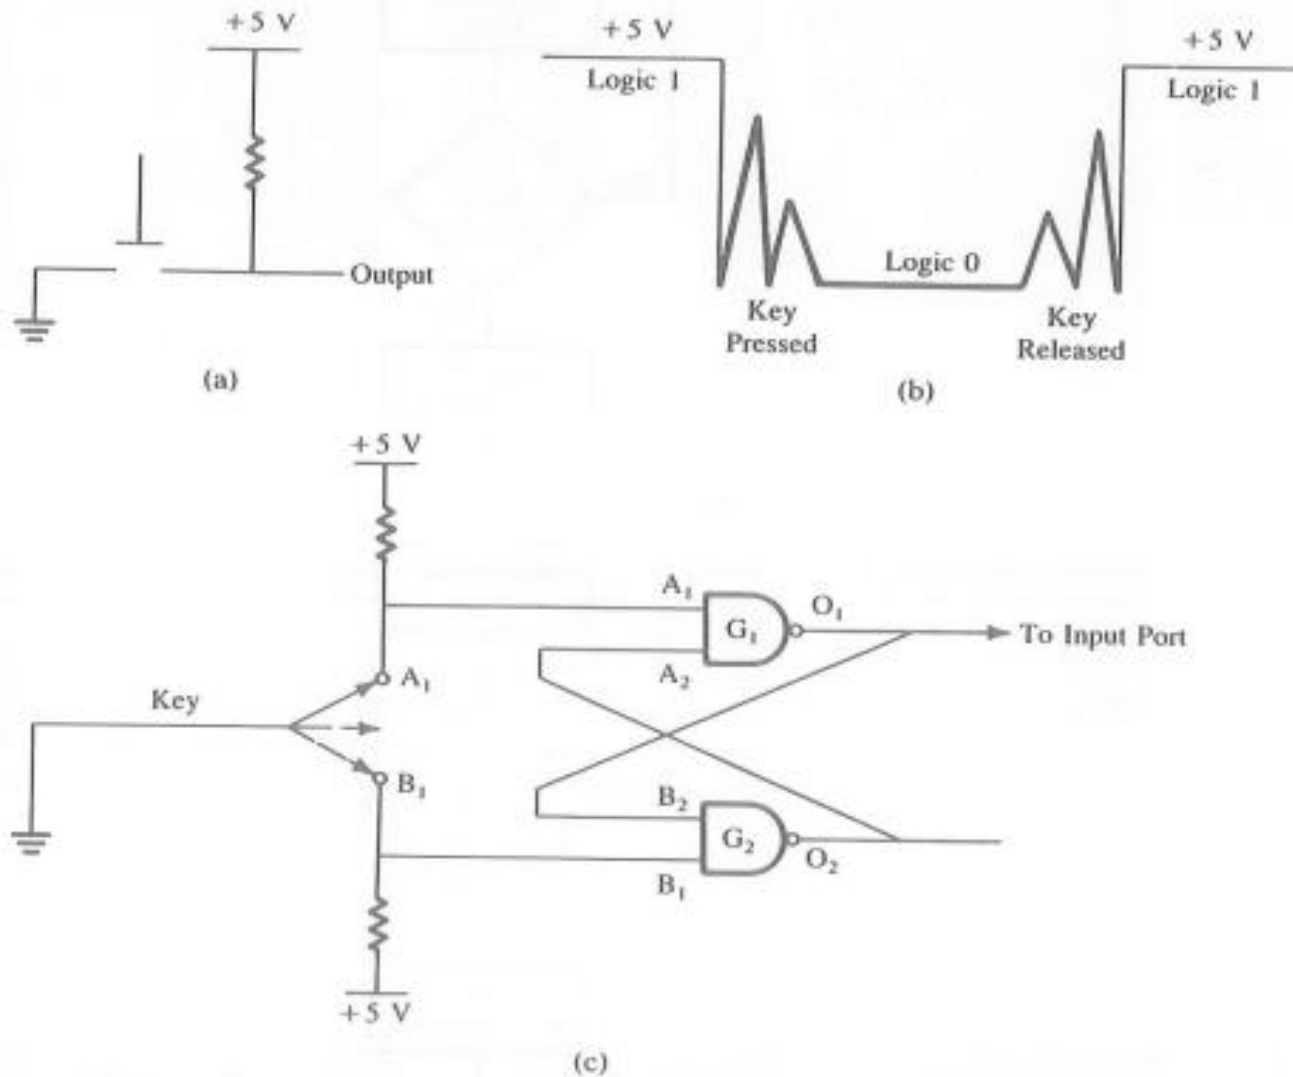 +5 V
Output
(a)
+5 V
Logic 1
+5 V
Logic 1
Logic 0
Key
Pressed
Key
Released
(b)
+5 V
A₁
G₁
O₁
To Input Port
A₂
Key
A₁
B₁
B₂
G₂
O₂
B₁
+5 V
(c)